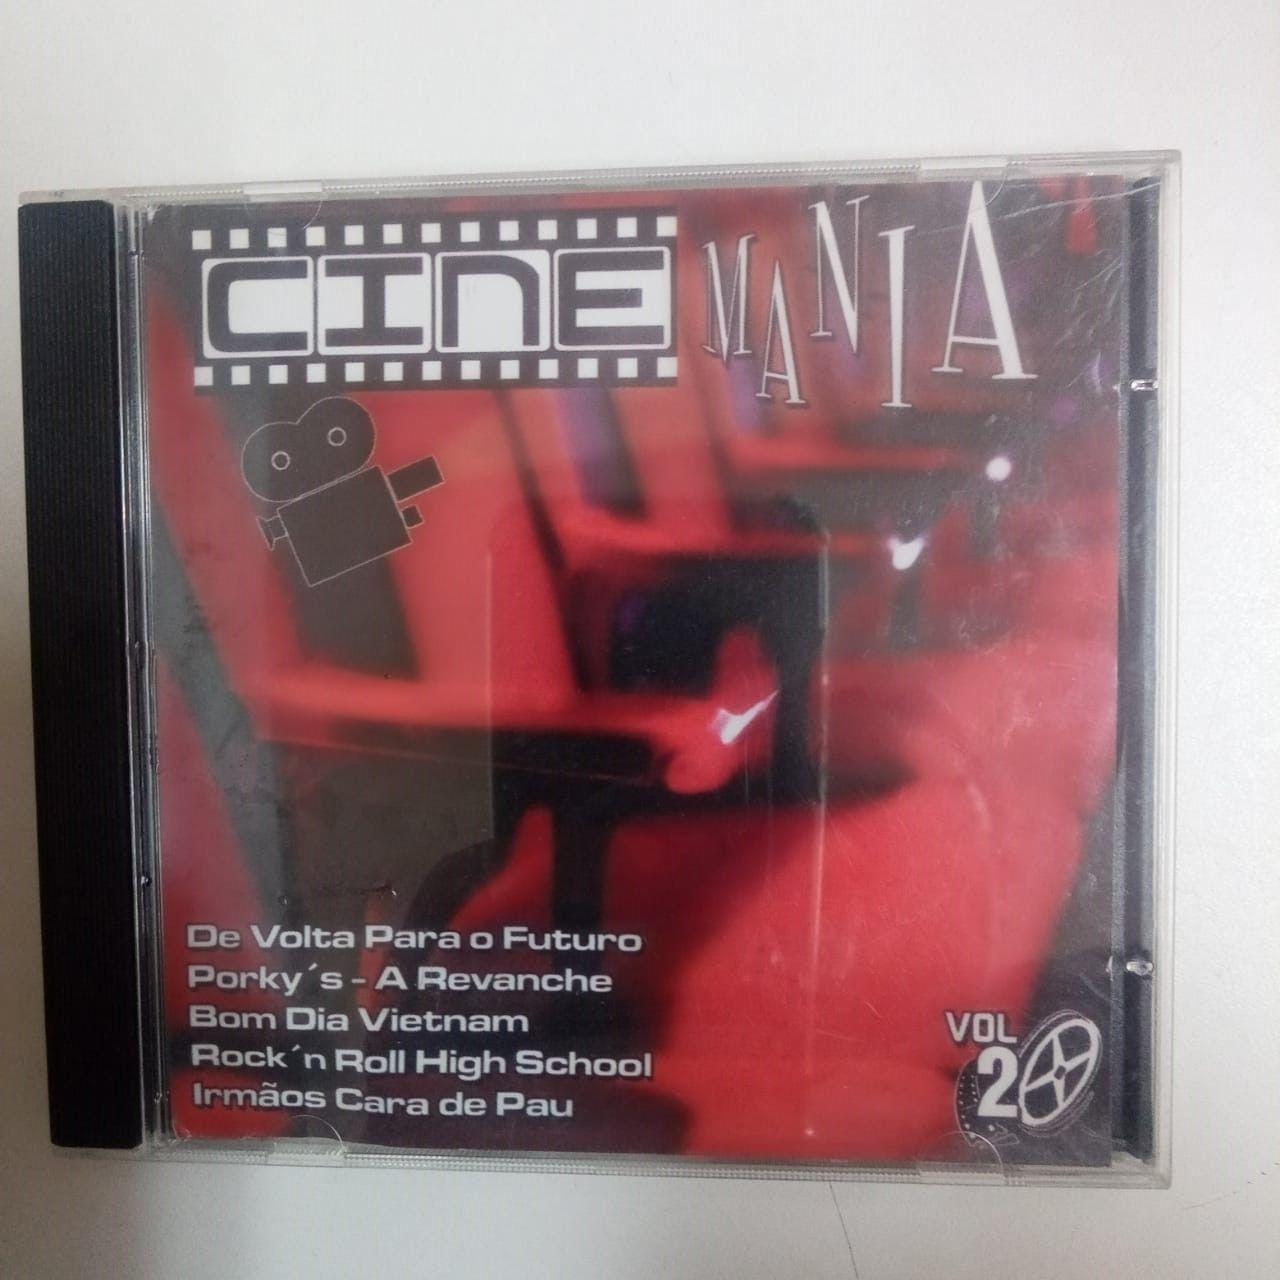 CINE MANIA
De Volta Para o Futuro
Porky´s - A Revanche
Bom Dia Vietnam
Rock´n Roll High School
Irmãos Cara de Pau
VOL
2